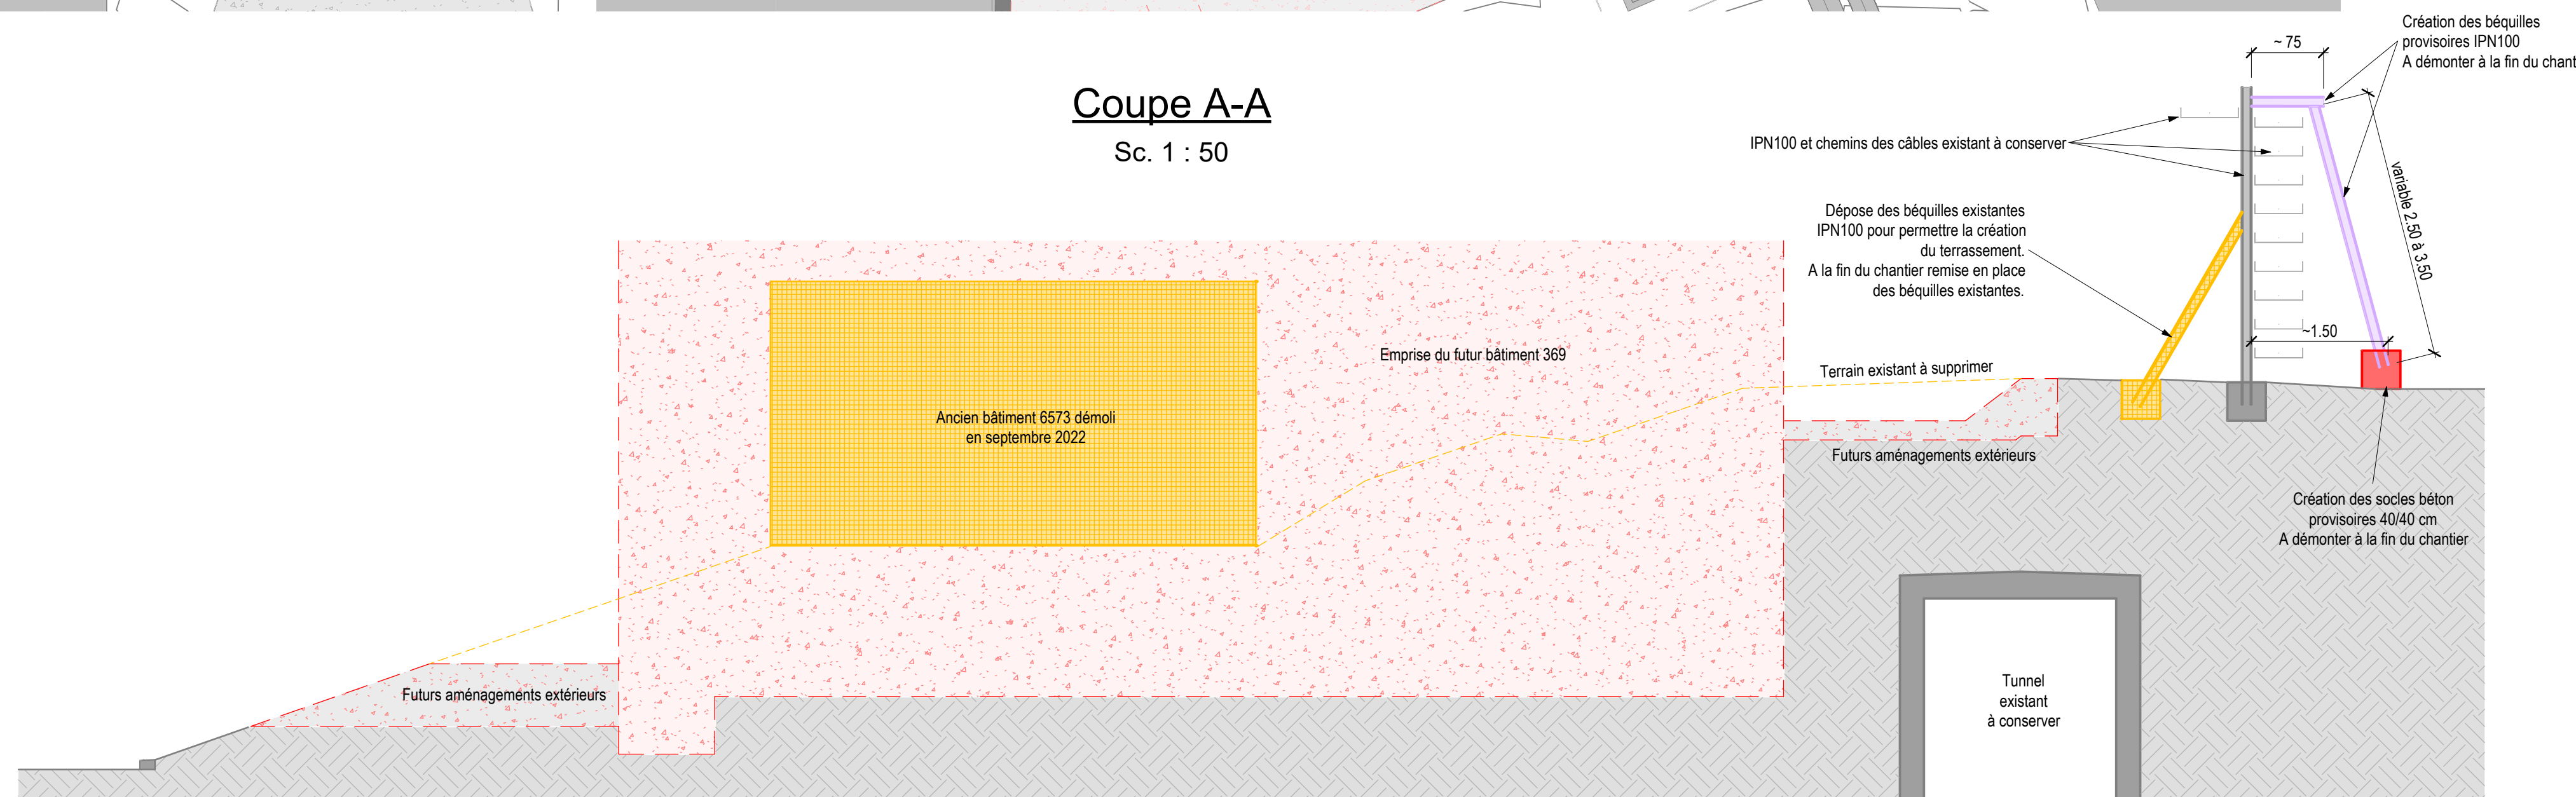 Coupe A-A
Sc. 1 : 50
Création des béquilles
provisoires IPN100
A démonter à la fin du chant
~ 75
IPN100 et chemins des câbles existant à conserver
variable 2.50 à 3.50
Dépose des béquilles existantes
IPN100 pour permettre la création
du terrassement.
A la fin du chantier remise en place
des béquilles existantes.
~1.50
Emprise du futur bâtiment 369
Terrain existant à supprimer
Ancien bâtiment 6573 démoli
en septembre 2022
Futurs aménagements extérieurs
Création des socles béton
provisoires 40/40 cm
A démonter à la fin du chantier
Futurs aménagements extérieurs
Tunnel
existant
à conserver